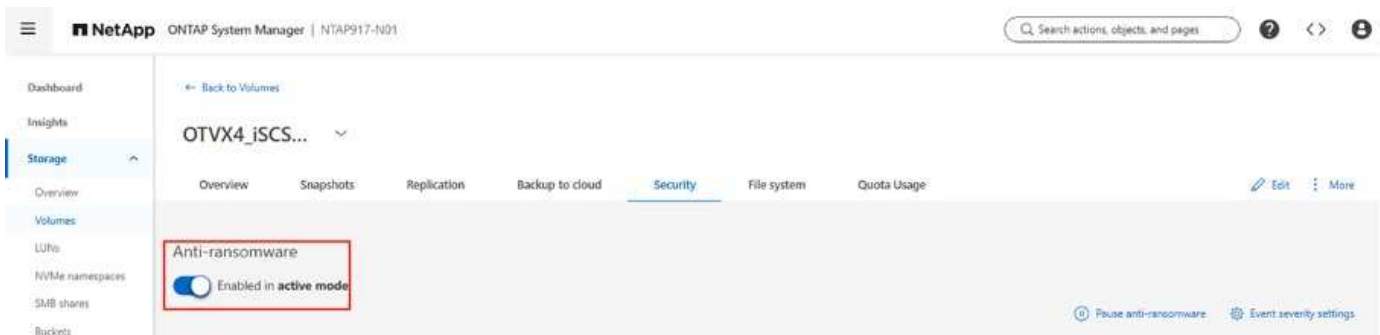 NetApp ONTAP System Manager | NTAP917-N01
Search actions, objects, and pages
Dashboard
Insights
Storage
Overview
Volumes
LUNs
NVMe namespaces
SMB shares
Buckets
← Back to Volumes
OTVX4_iSCS...
Overview Snapshots Replication Backup to cloud Security File system Quota Usage
Edit More
Anti-ransomware
Enabled in active mode
Pause anti-ransomware Event severity settings